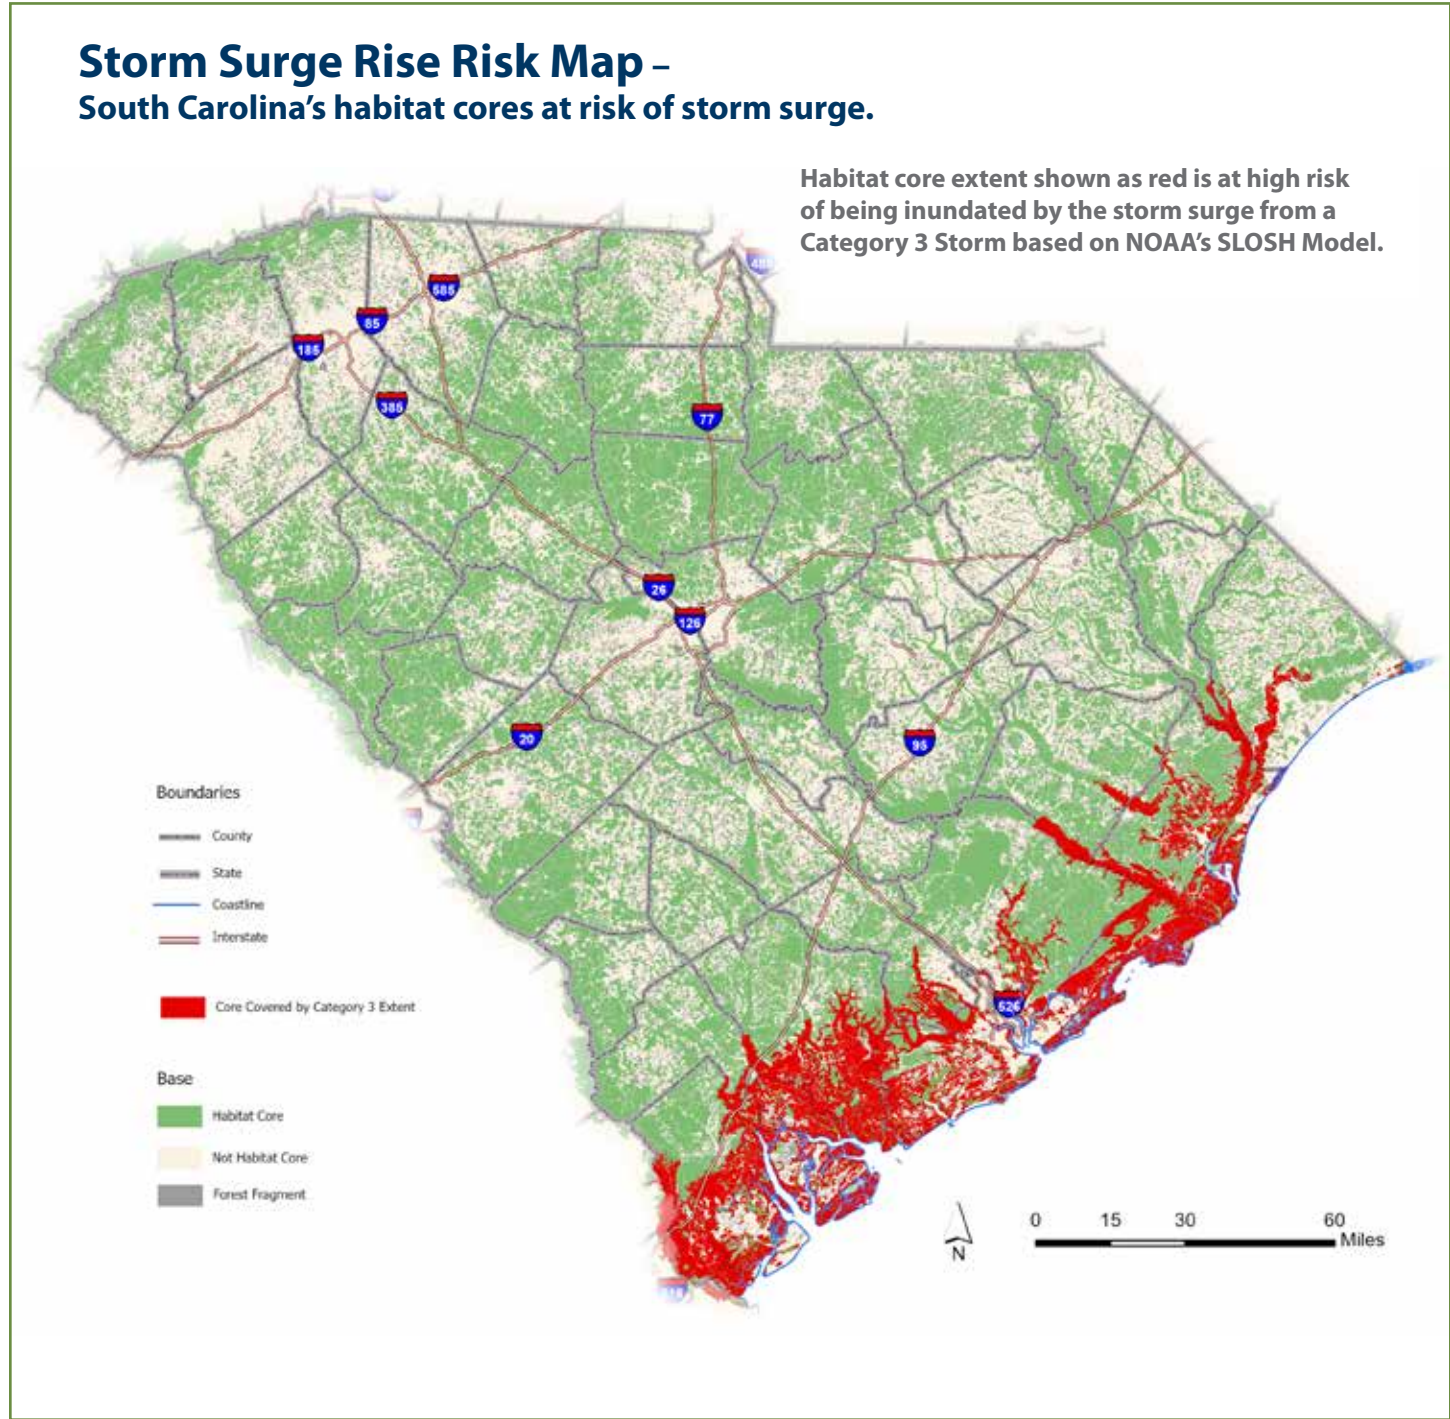 Storm Surge Rise Risk Map –
South Carolina's habitat cores at risk of storm surge.
Habitat core extent shown as red is at high risk
of being inundated by the storm surge from a
Category 3 Storm based on NOAA's SLOSH Model.
585
85
185
385
77
26
126
20
95
526
Boundaries
County
State
Coastline
Interstate
Core Covered by Category 3 Extent
Base
Habitat Core
Not Habitat Core
Forest Fragment
N
0 15 30 60
Miles